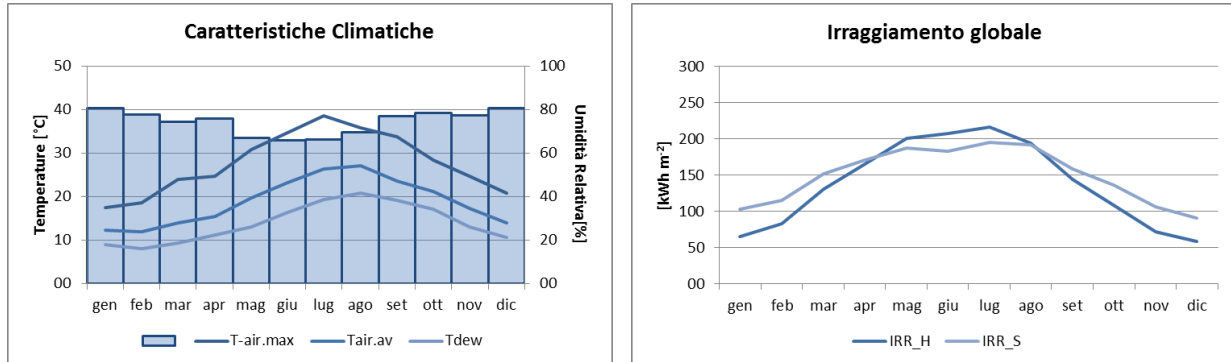 Caratteristiche Climatiche
50
40
30
20
10
00
100
80
60
40
20
00
Temperature [°C]
Umidità Relativa[%]
gen feb mar apr mag giu lug ago set ott nov dic
T-air.max Tair.av Tdew
Irraggiamento globale
300
250
200
150
100
50
00
[kWh m⁻²]
gen feb mar apr mag giu lug ago set ott nov dic
IRR_H IRR_S